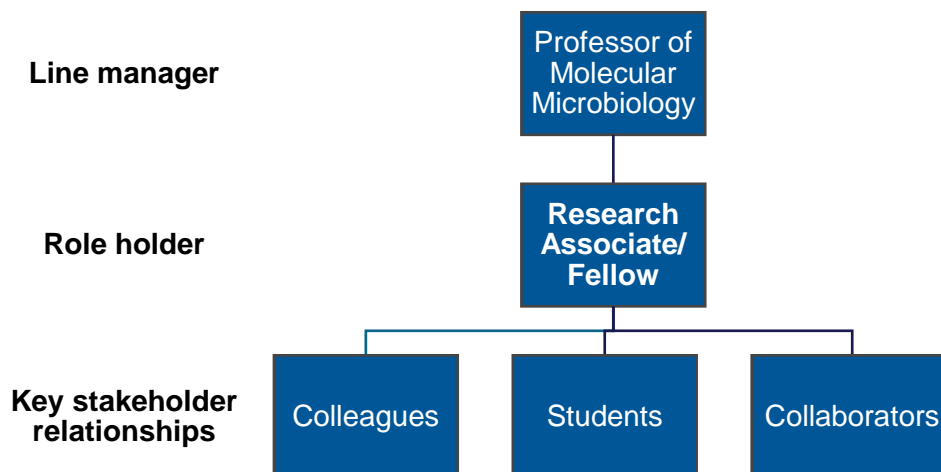 Line manager
Professor of
Molecular
Microbiology
Role holder
Research
Associate/
Fellow
Key stakeholder
relationships
Colleagues
Students
Collaborators